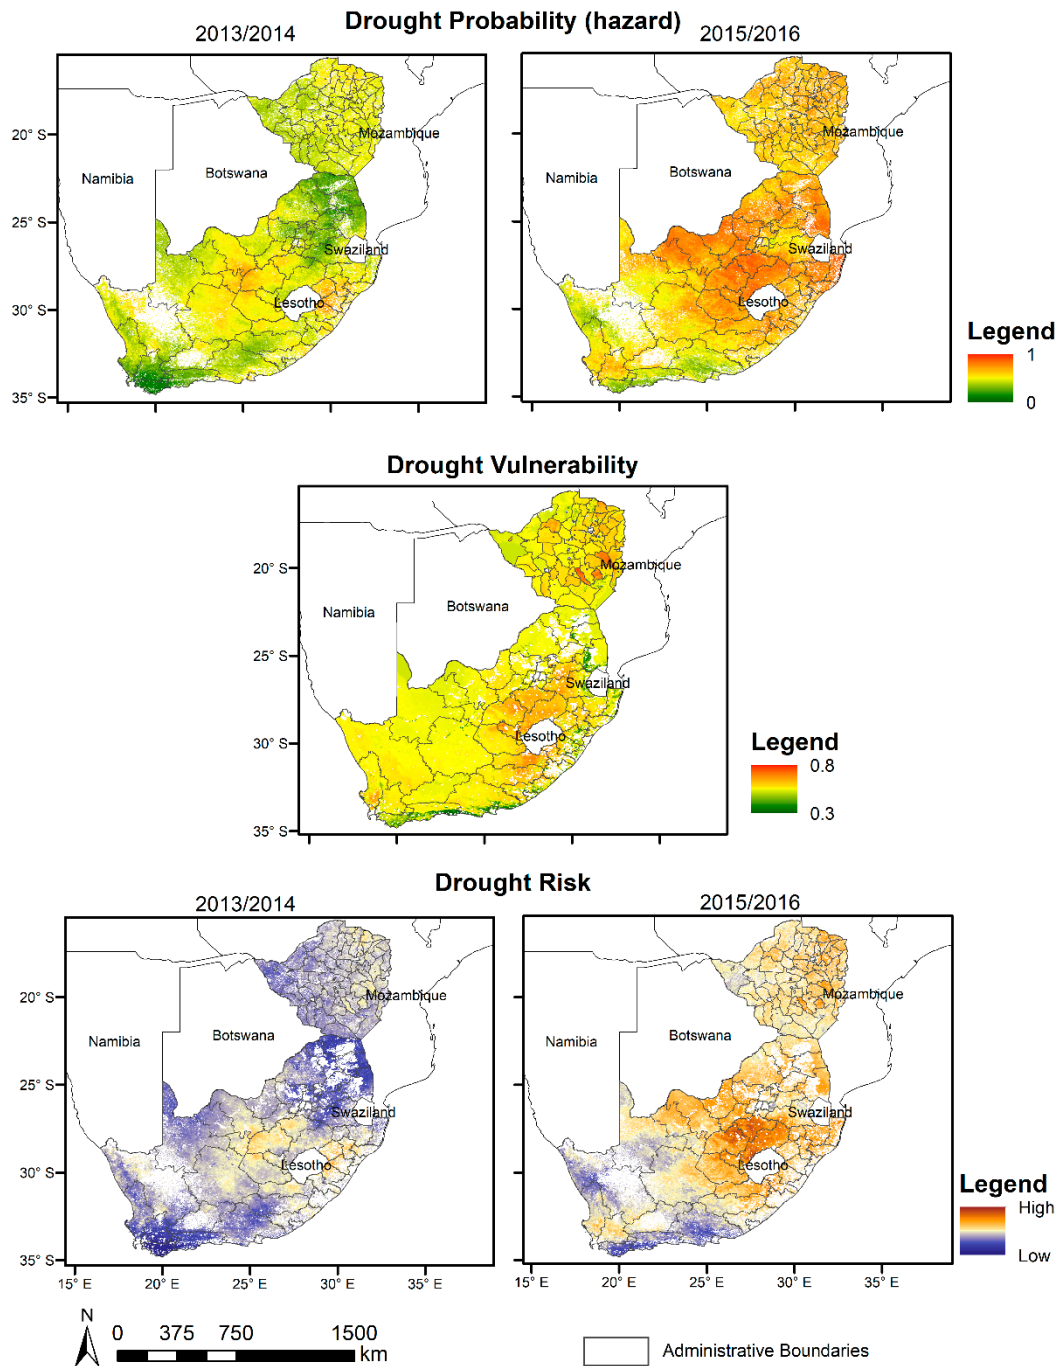 Drought Probability (hazard)
2013/2014
2015/2016
20° S
25° S
30° S
35° S
Namibia
Botswana
Mozambique
Swaziland
Lesotho
Namibia
Botswana
Mozambique
Swaziland
Lesotho
Legend
1
0
Drought Vulnerability
20° S
25° S
30° S
35° S
Namibia
Botswana
Mozambique
Swaziland
Lesotho
Legend
0.8
0.3
Drought Risk
2013/2014
2015/2016
20° S
25° S
30° S
35° S
Namibia
Botswana
Mozambique
Swaziland
Lesotho
Namibia
Botswana
Mozambique
Swaziland
Lesotho
Legend
High
Low
15° E 20° E 25° E 30° E 35° E
15° E 20° E 25° E 30° E 35° E
N
0 375 750 1500
km
Administrative Boundaries